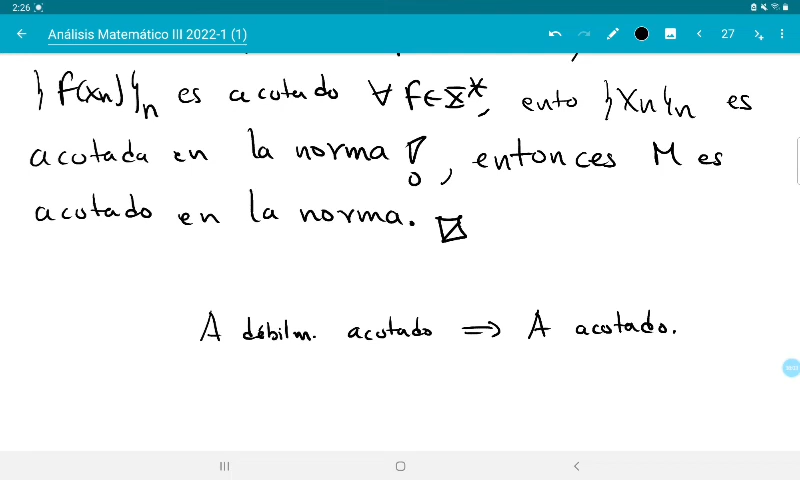 2:26
Análisis Matemático III 2022-1 (1)
27
{f(xn)}n es acotado ∀ f∈X*, ento {xn}n es
acotada en la norma !, entonces M es
acotado en la norma.
A débilm. acotado ⇒ A acotado.